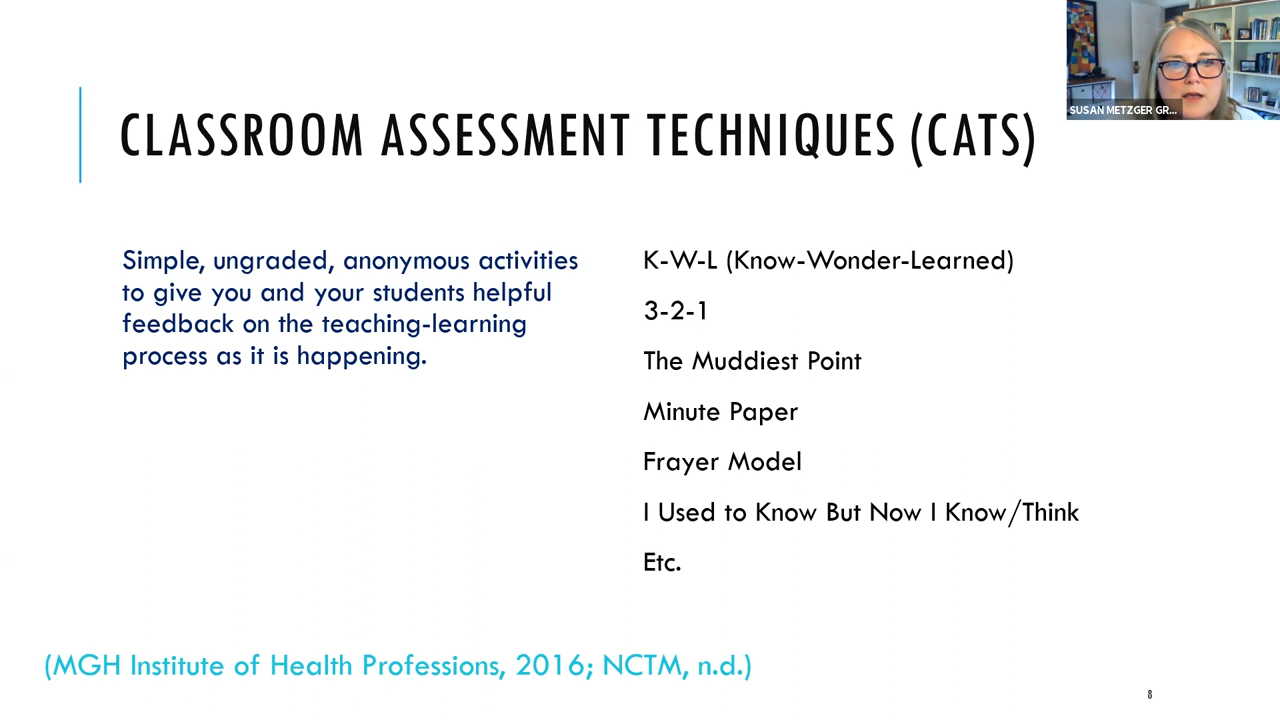 SUSAN METZGER GR...
CLASSROOM ASSESSMENT TECHNIQUES (CATS)
Simple, ungraded, anonymous activities
to give you and your students helpful
feedback on the teaching-learning
process as it is happening.
K-W-L (Know-Wonder-Learned)
3-2-1
The Muddiest Point
Minute Paper
Frayer Model
I Used to Know But Now I Know/Think
Etc.
(MGH Institute of Health Professions, 2016; NCTM, n.d.)
8